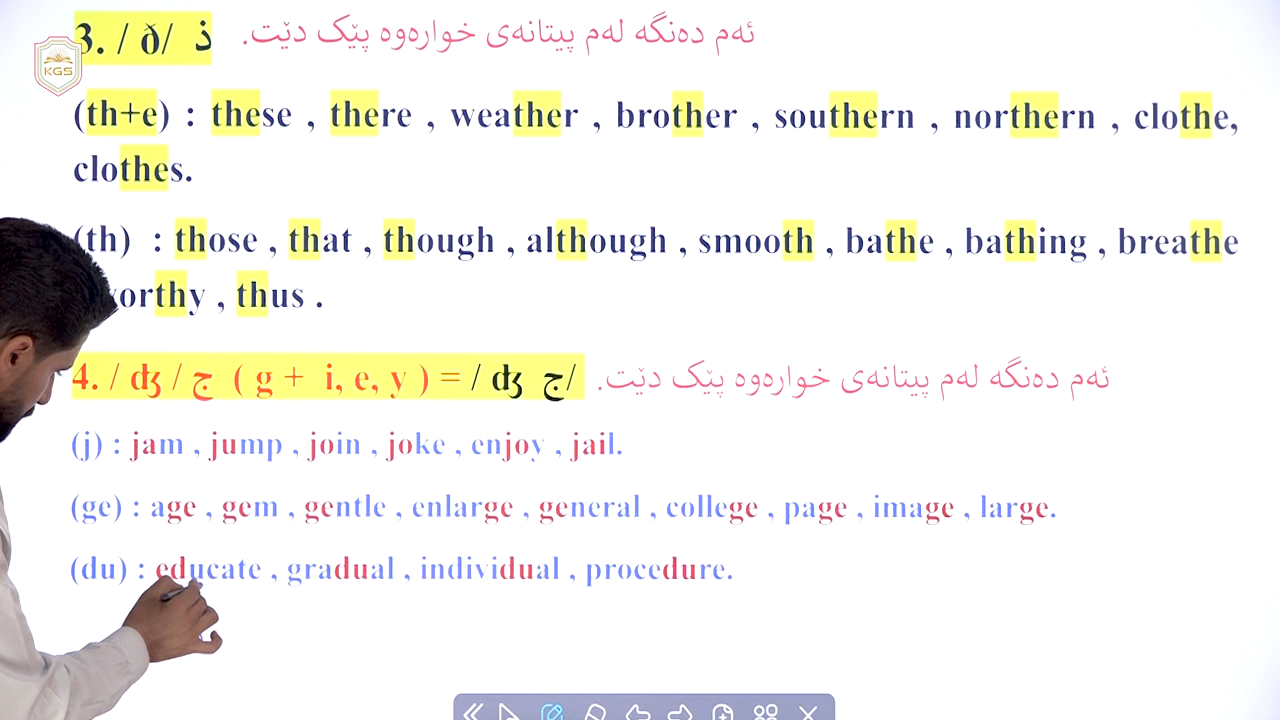 3. / ð/ ذ ئەم دەنگە لەم پیتانەی خوارەوە پێک دێت.
KGS
(th+e) : these , there , weather , brother , southern , northern , clothe,
clothes.
(th) : those , that , though , although , smooth , bathe , bathing , breathe
, thus .
4. / ʤ / ج ( g + i, e, y ) = / ʤ ج/ ئەم دەنگە لەم پیتانەی خوارەوە پێک دێت.
(j) : jam , jump , join , joke , enjoy , jail.
(ge) : age , gem , gentle , enlarge , general , college , page , image , large.
(du) : educate , gradual , individual , procedure.